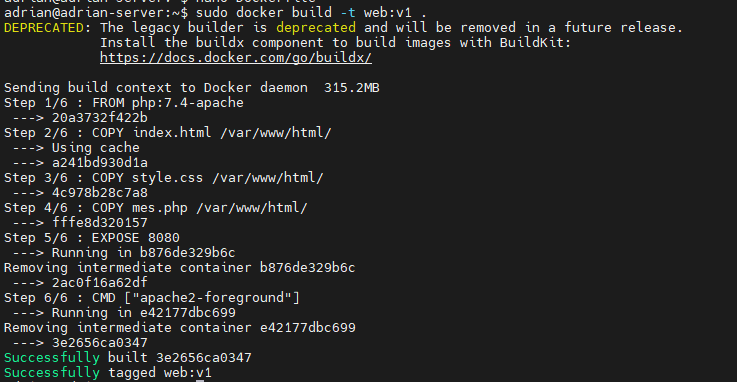 adrian@adrian-server:~$ sudo docker build -t web:v1 .
DEPRECATED: The legacy builder is deprecated and will be removed in a future release.
            Install the buildx component to build images with BuildKit:
            https://docs.docker.com/go/buildx/

Sending build context to Docker daemon  315.2MB
Step 1/6 : FROM php:7.4-apache
 ---> 20a3732f422b
Step 2/6 : COPY index.html /var/www/html/
 ---> Using cache
 ---> a241bd930d1a
Step 3/6 : COPY style.css /var/www/html/
 ---> 4c978b28c7a8
Step 4/6 : COPY mes.php /var/www/html/
 ---> fffe8d320157
Step 5/6 : EXPOSE 8080
 ---> Running in b876de329b6c
Removing intermediate container b876de329b6c
 ---> 2ac0f16a62df
Step 6/6 : CMD ["apache2-foreground"]
 ---> Running in e42177dbc699
Removing intermediate container e42177dbc699
 ---> 3e2656ca0347
Successfully built 3e2656ca0347
Successfully tagged web:v1